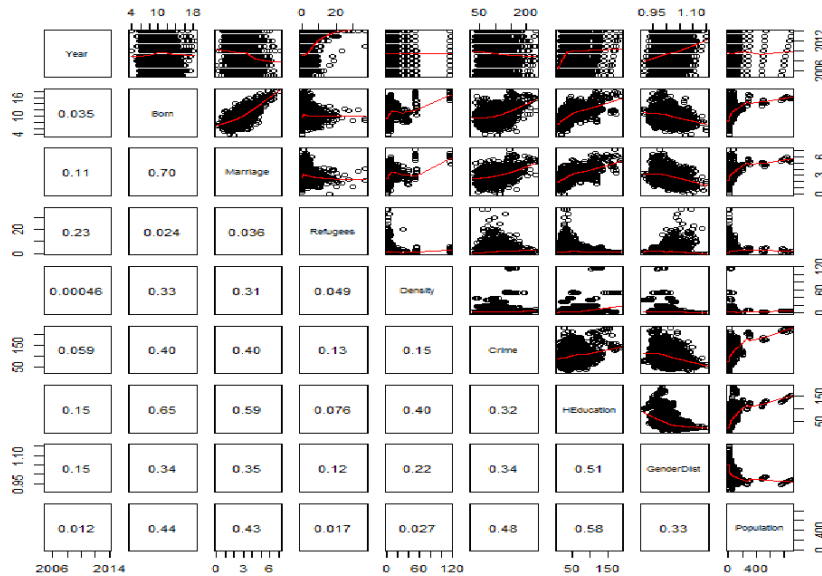 4 10 18 0 20 50 200 0.95 1.10
Year 2006 2012
0.035 Born 4 10 16
0.11 0.70 Marriage 0 3 6
0.23 0.024 0.036 Refugees 0 20
0.00046 0.33 0.31 0.049 Density 0 60 120
0.059 0.40 0.40 0.13 0.15 Crime 50 150
0.15 0.65 0.59 0.076 0.40 0.32 HEducation 50 150
0.15 0.34 0.35 0.12 0.22 0.34 0.51 GenderDist 0.95 1.10
0.012 0.44 0.43 0.017 0.027 0.48 0.58 0.33 Population 0 400
2006 2014 0 3 6 0 60 120 50 150 0 400